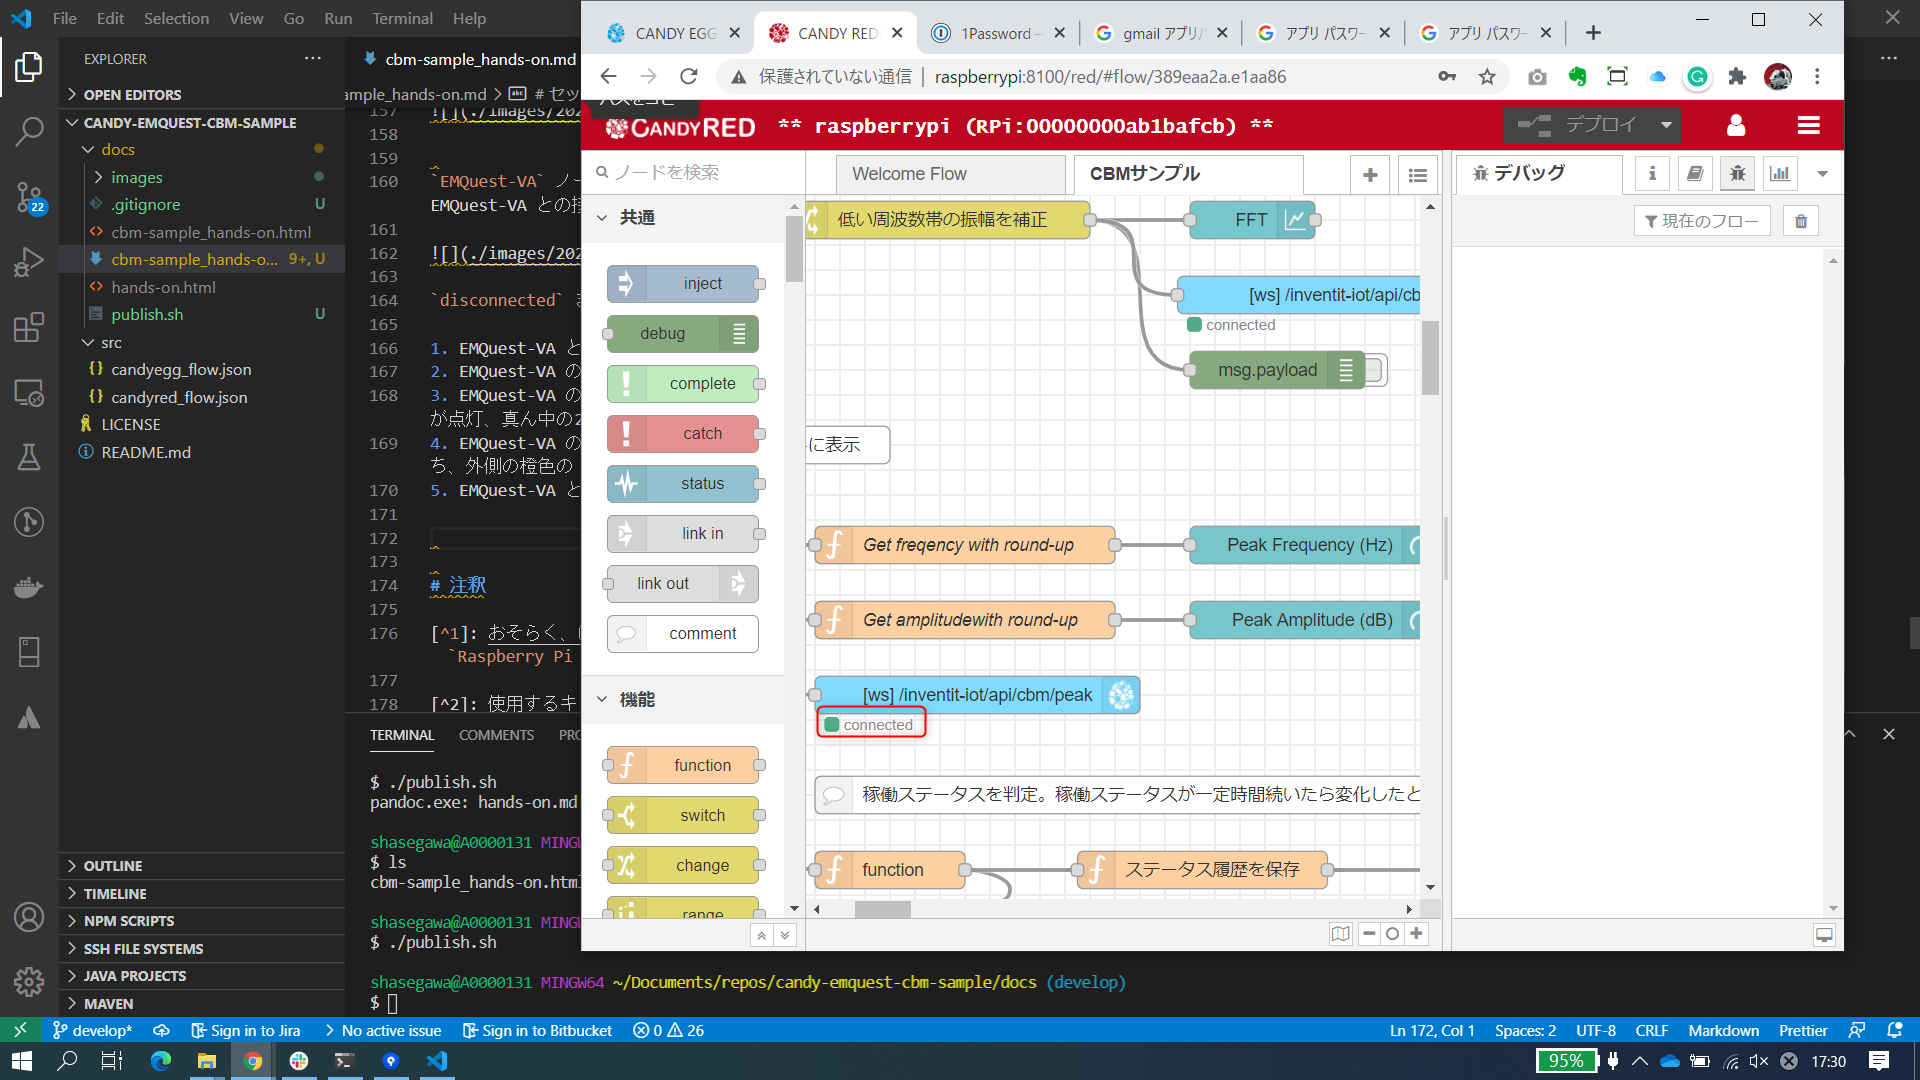 File Edit Selection View Go Run Terminal Help
EXPLORER
OPEN EDITORS
CANDY-EMQUEST-CBM-SAMPLE
docs
images
.gitignore U
cbm-sample_hands-on.html
cbm-sample_hands-o... 9+, U
hands-on.html
publish.sh U
src
candyegg_flow.json
candyred_flow.json
LICENSE
README.md
OUTLINE
TIMELINE
NPM SCRIPTS
SSH FILE SYSTEMS
JAVA PROJECTS
MAVEN
22
cbm-sample_hands-on.md
ample_hands-on.md > # セッ
157 ![](./images/202
158
159
160 `EMQuest-VA` ノー
EMQuest-VA との接
161
162 ![](./images/202
163
164 `disconnected`
165
166 1. EMQuest-VA と
167 2. EMQuest-VA の
168 3. EMQuest-VA の
が点灯、真ん中の2
169 4. EMQuest-VA の
ち、外側の橙色の
170 5. EMQuest-VA と
171
172
173
174 # 注釈
175
176 [^1]: おそらく、
`Raspberry Pi
177
178 [^2]: 使用するキ
TERMINAL COMMENTS PRO
$ ./publish.sh
pandoc.exe: hands-on.md
shasegawa@A0000131 MING
$ ls
cbm-sample_hands-on.html
shasegawa@A0000131 MING
$ ./publish.sh
shasegawa@A0000131 MINGW64 ~/Documents/repos/candy-emquest-cbm-sample/docs (develop)
$
CANDY EGG
CANDY RED
1Password -
gmail アプリパ
アプリ パスワー
アプリ パスワー
保護されていない通信 | raspberrypi:8100/red/#flow/389eaa2a.e1aa86
パスをコピー
CANDY RED ** raspberrypi (RPi:00000000ab1bafcb) **
デプロイ
ノードを検索
Welcome Flow
CBMサンプル
デバッグ
現在のフロー
共通
inject
debug
complete
catch
status
link in
link out
comment
機能
function
switch
change
range
低い周波数帯の振幅を補正
FFT
[ws] /inventit-iot/api/cb
connected
msg.payload
に表示
Get freqency with round-up
Peak Frequency (Hz)
Get amplitudewith round-up
Peak Amplitude (dB)
[ws] /inventit-iot/api/cbm/peak
connected
稼働ステータスを判定。稼働ステータスが一定時間続いたら変化したと
function
ステータス履歴を保存
develop* Sign in to Jira No active issue Sign in to Bitbucket 0 26
Ln 172, Col 1 Spaces: 2 UTF-8 CRLF Markdown Prettier
95% 17:30